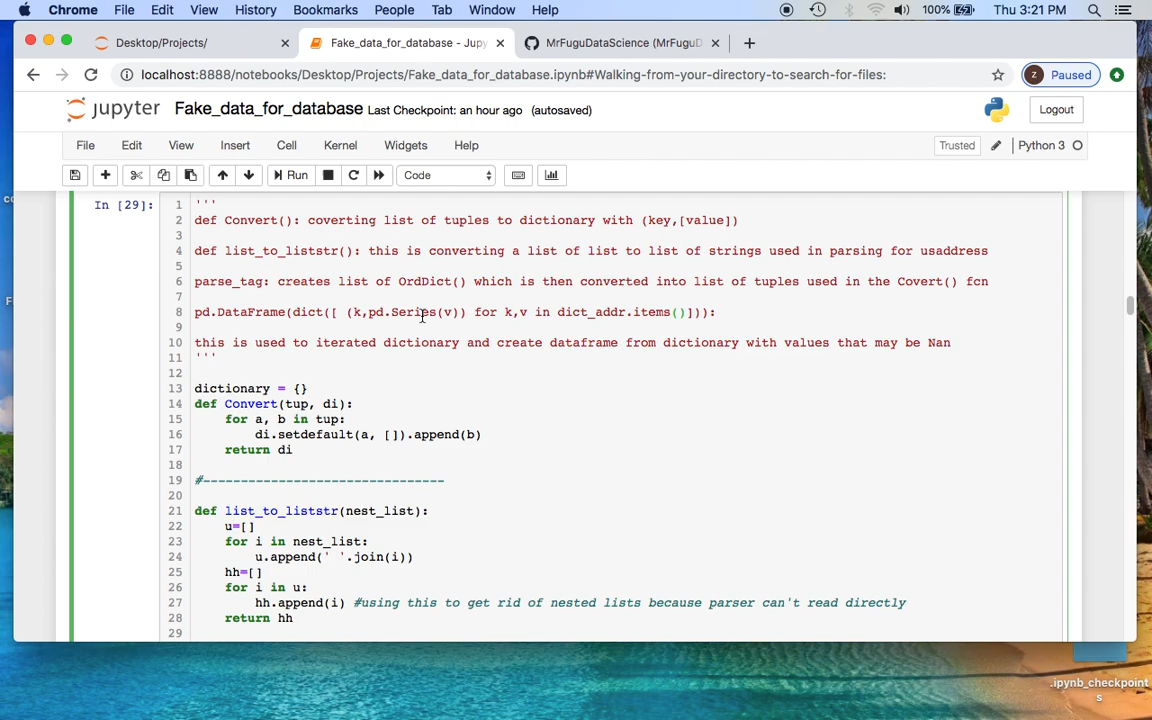 Chrome File Edit View History Bookmarks People Tab Window Help 100% Thu 3:21 PM
Desktop/Projects/ Fake_data_for_database - Jupy MrFuguDataScience (MrFuguD
localhost:8888/notebooks/Desktop/Projects/Fake_data_for_database.ipynb#Walking-from-your-directory-to-search-for-files: Z Paused
jupyter Fake_data_for_database Last Checkpoint: an hour ago (autosaved) Logout
File Edit View Insert Cell Kernel Widgets Help Trusted Python 3
Run Code
In [29]: 1 '''
2 def Convert(): coverting list of tuples to dictionary with (key,[value])
3
4 def list_to_liststr(): this is converting a list of list to list of strings used in parsing for usaddress
5
6 parse_tag: creates list of OrdDict() which is then converted into list of tuples used in the Covert() fcn
7
8 pd.DataFrame(dict([ (k,pd.Series(v)) for k,v in dict_addr.items()])):
9
10 this is used to iterated dictionary and create dataframe from dictionary with values that may be Nan
11 '''
12
13 dictionary = {}
14 def Convert(tup, di):
15 for a, b in tup:
16 di.setdefault(a, []).append(b)
17 return di
18
19 #--------------------------------
20
21 def list_to_liststr(nest_list):
22 u=[]
23 for i in nest_list:
24 u.append(' '.join(i))
25 hh=[]
26 for i in u:
27 hh.append(i) #using this to get rid of nested lists because parser can't read directly
28 return hh
29
.ipynb_checkpoint
s